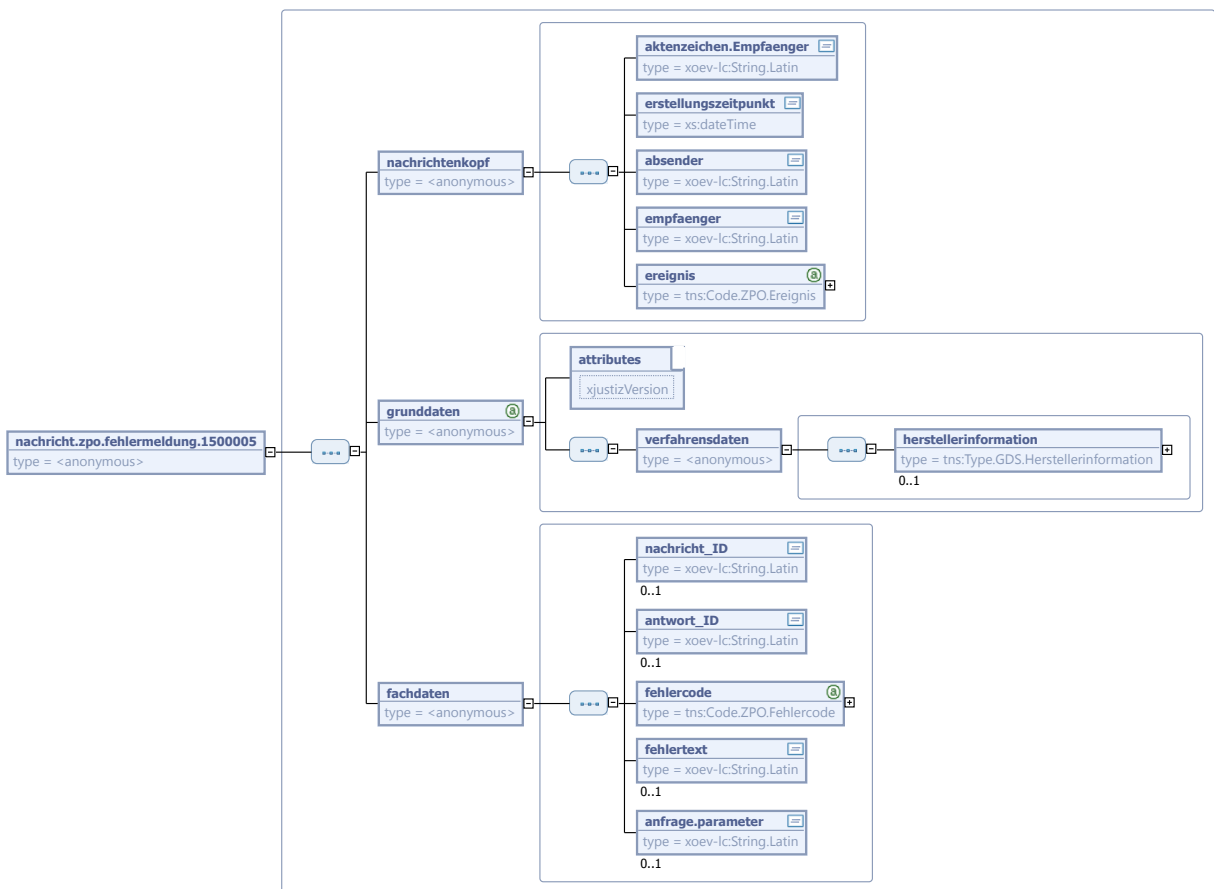 aktenzeichen.Empfaenger
type = xoev-lc:String.Latin
erstellungszeitpunkt
type = xs:dateTime
nachrichtenkopf
type = <anonymous>
absender
type = xoev-lc:String.Latin
empfaenger
type = xoev-lc:String.Latin
ereignis
a
type = tns:Code.ZPO.Ereignis
attributes
xjustizVersion
grunddaten
a
type = <anonymous>
nachricht.zpo.fehlermeldung.1500005
type = <anonymous>
verfahrensdaten
type = <anonymous>
herstellerinformation
type = tns:Type.GDS.Herstellerinformation
0..1
nachricht_ID
type = xoev-lc:String.Latin
0..1
antwort_ID
type = xoev-lc:String.Latin
0..1
fachdaten
type = <anonymous>
fehlercode
a
type = tns:Code.ZPO.Fehlercode
fehlertext
type = xoev-lc:String.Latin
0..1
anfrage.parameter
type = xoev-lc:String.Latin
0..1